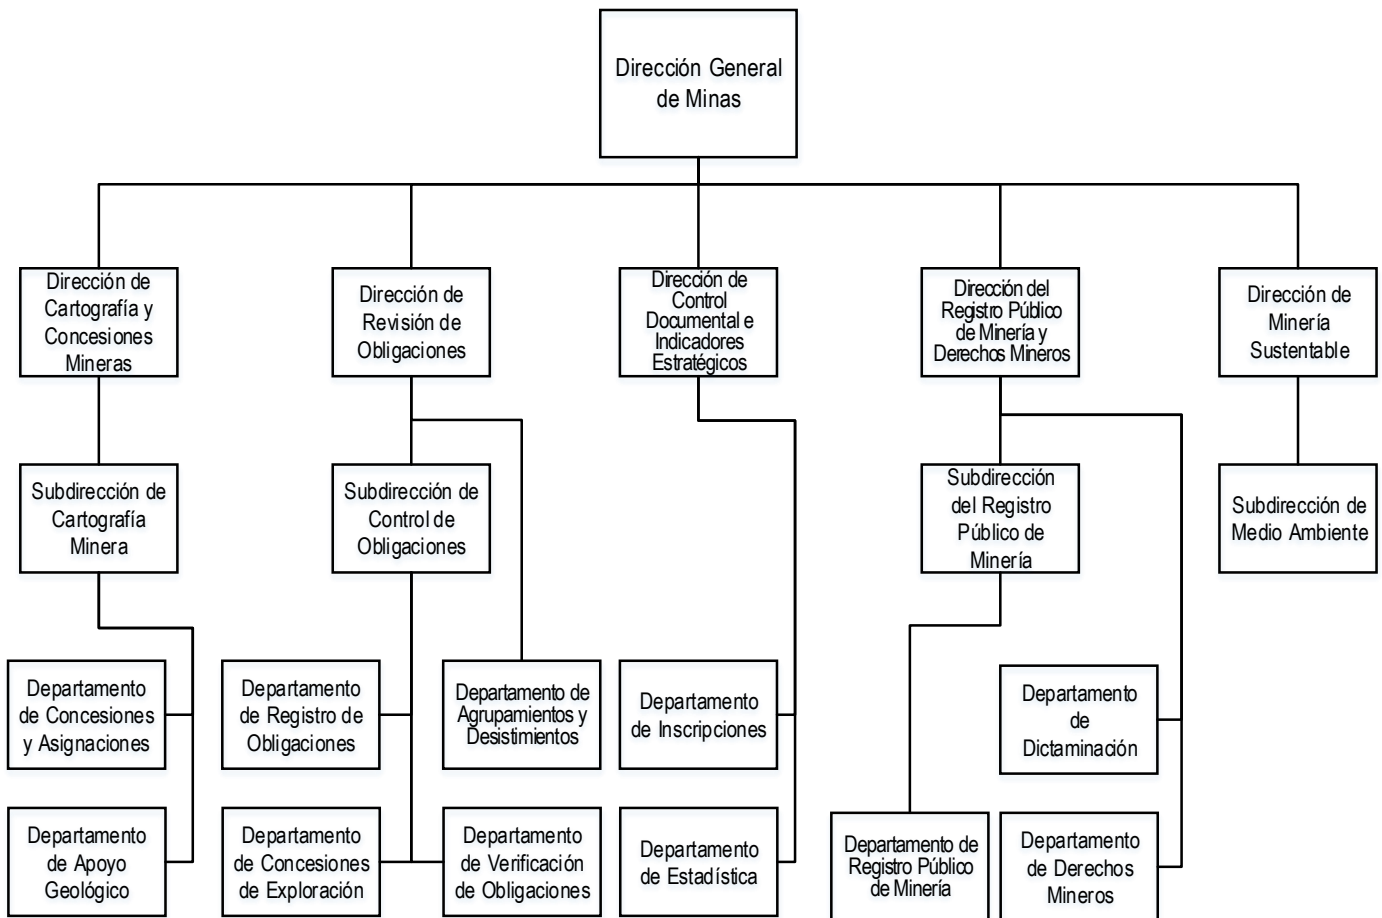 Dirección General
de Minas
Dirección de
Cartografía y
Concesiones
Mineras
Dirección de
Revisión de
Obligaciones
Dirección de
Control
Documental e
Indicadores
Estratégicos
Dirección del
Registro Público
de Minería y
Derechos Mineros
Dirección de
Minería
Sustentable
Subdirección de
Cartografía
Minera
Subdirección de
Control de
Obligaciones
Subdirección
del Registro
Público de
Minería
Subdirección de
Medio Ambiente
Departamento
de Concesiones
y Asignaciones
Departamento
de Registro de
Obligaciones
Departamento de
Agrupamientos y
Desistimientos
Departamento
de Inscripciones
Departamento
de
Dictaminación
Departamento
de Apoyo
Geológico
Departamento
de Concesiones
de Exploración
Departamento
de Verificación
de Obligaciones
Departamento
de Estadística
Departamento de
Registro Público
de Minería
Departamento
de Derechos
Mineros